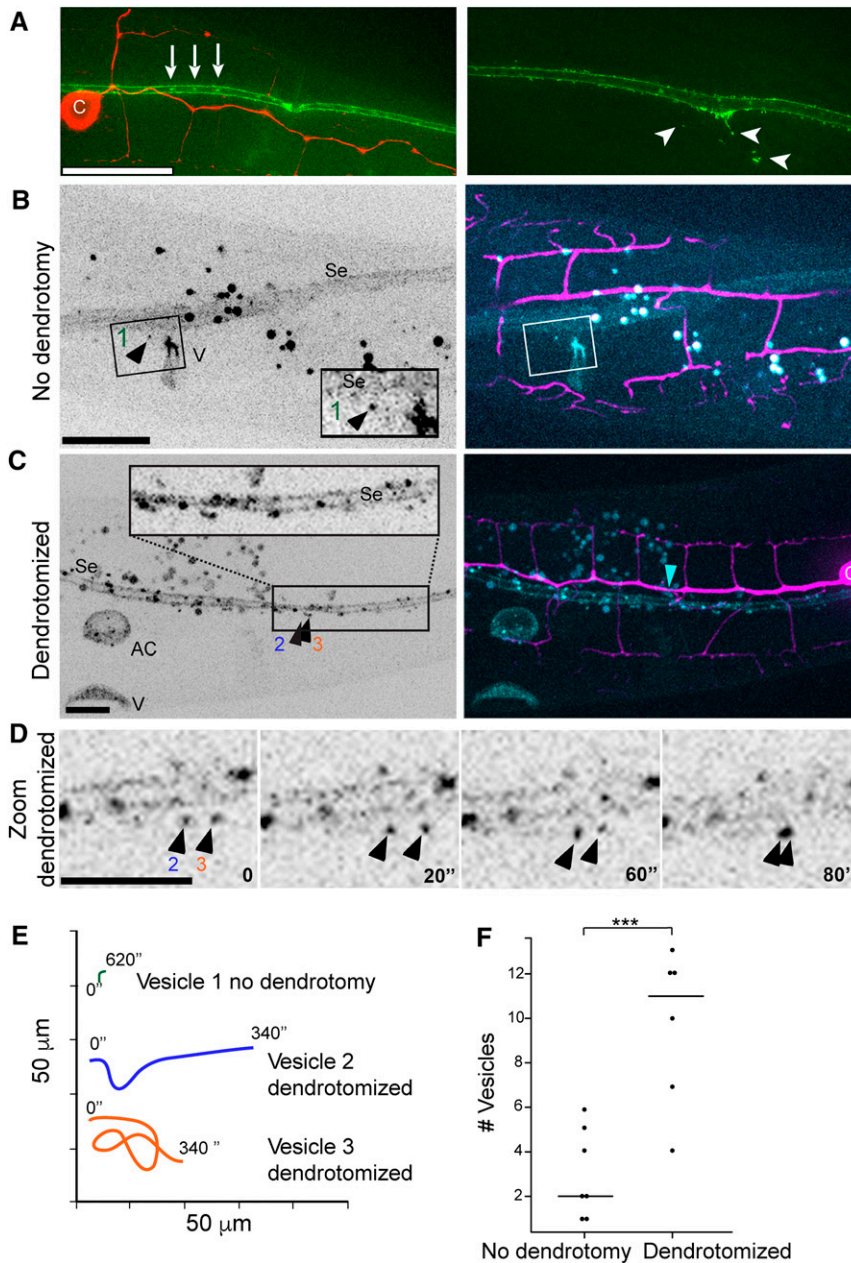 A
C
B
No dendrotomy
Se
1
V
Se
1
C
Dendrotomized
Se
Se
AC
V
2 3
C
D
Zoom
dendrotomized
2 3
0
20’’
60’’
80’
E
50 μm
620’’
0’’
Vesicle 1 no dendrotomy
0’’
340’’
Vesicle 2
dendrotomized
0’’
340 ’’
Vesicle 3
dendrotomized
50 μm
F
***
# Vesicles
12
10
8
6
4
2
No dendrotomy
Dendrotomized